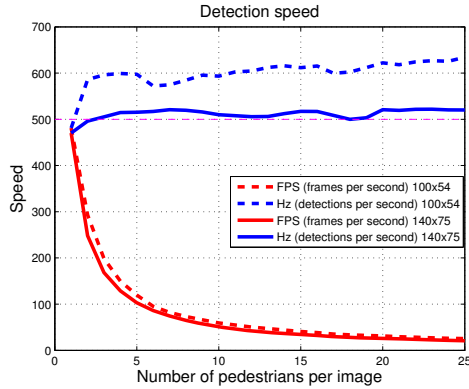 Detection speed
700
600
500
400
300
200
100
0
Speed
FPS (frames per second) 100x54
Hz (detections per second) 100x54
FPS (frames per second) 140x75
Hz (detections per second) 140x75
0 5 10 15 20 25
Number of pedestrians per image